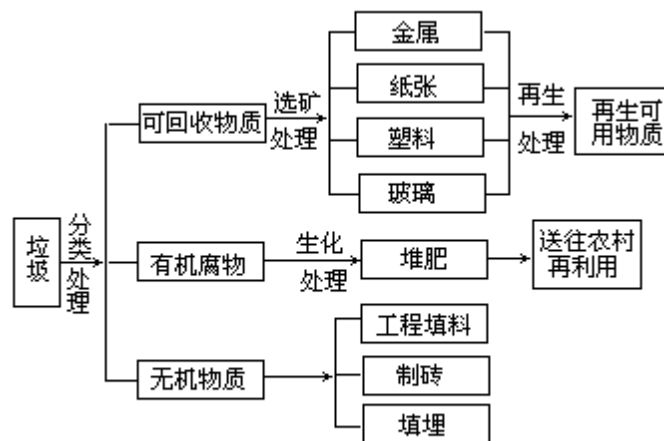 垃圾
分类
处理
可回收物质
选矿
处理
金属
纸张
塑料
玻璃
再生
处理
再生可
用物质
有机腐物
生化
处理
堆肥
送往农村
再利用
无机物质
工程填料
制砖
填埋